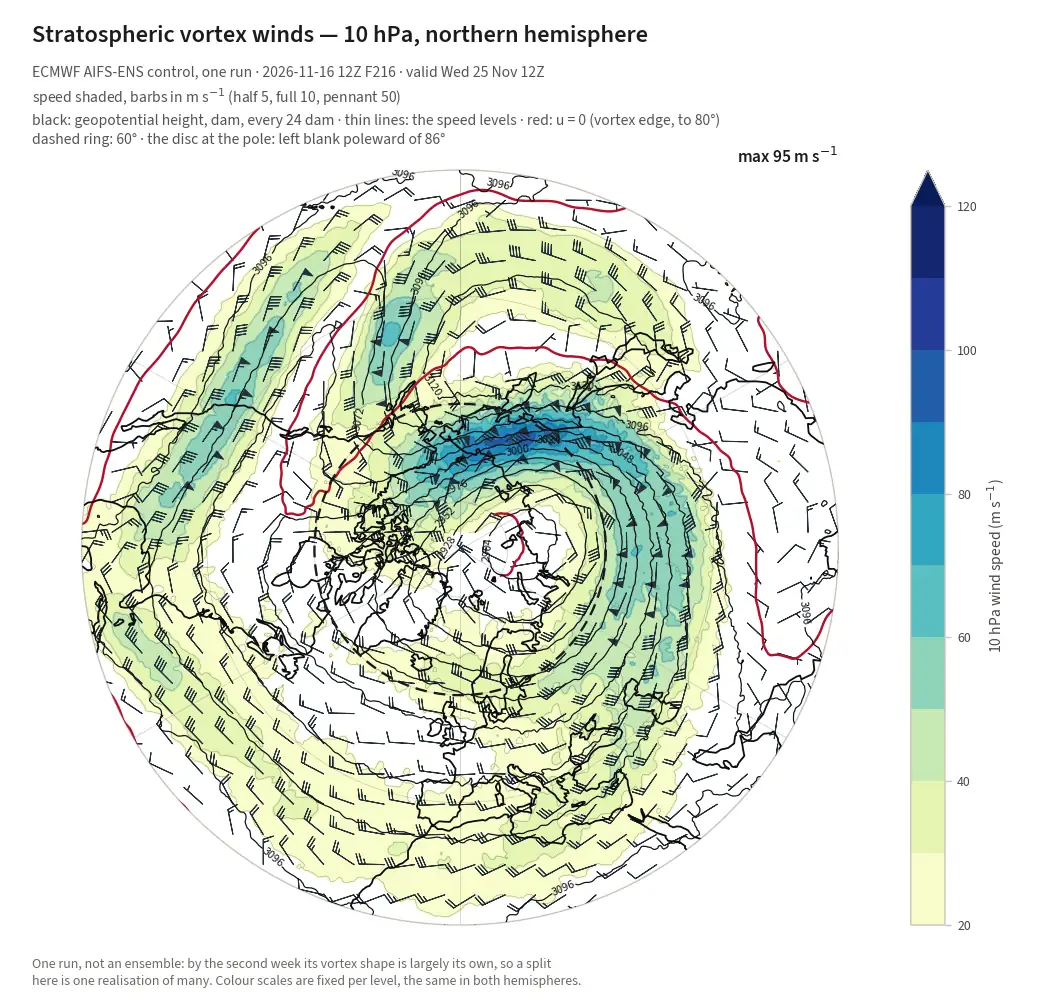 Stratospheric vortex winds — 10 hPa, northern hemisphere
ECMWF AIFS-ENS control, one run · 2026-11-16 12Z F216 · valid Wed 25 Nov 12Z
speed shaded, barbs in m s⁻¹ (half 5, full 10, pennant 50)
black: geopotential height, dam, every 24 dam · thin lines: the speed levels · red: u = 0 (vortex edge, to 80°)
dashed ring: 60° · the disc at the pole: left blank poleward of 86°
max 95 m s⁻¹
3096
3096
3096
3096
3096
3096
3120
3096
3000
3096
3096
3096
120
100
80
60
40
20
10 hPa wind speed (m s⁻¹)
One run, not an ensemble: by the second week its vortex shape is largely its own, so a split
here is one realisation of many. Colour scales are fixed per level, the same in both hemispheres.